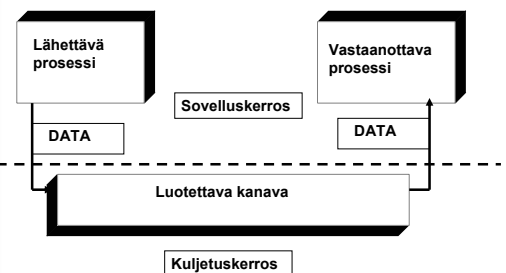 Lähettävä
prosessi
Vastaanottava
prosessi
Sovelluskerros
DATA
DATA
Luotettava kanava
Kuljetuskerros